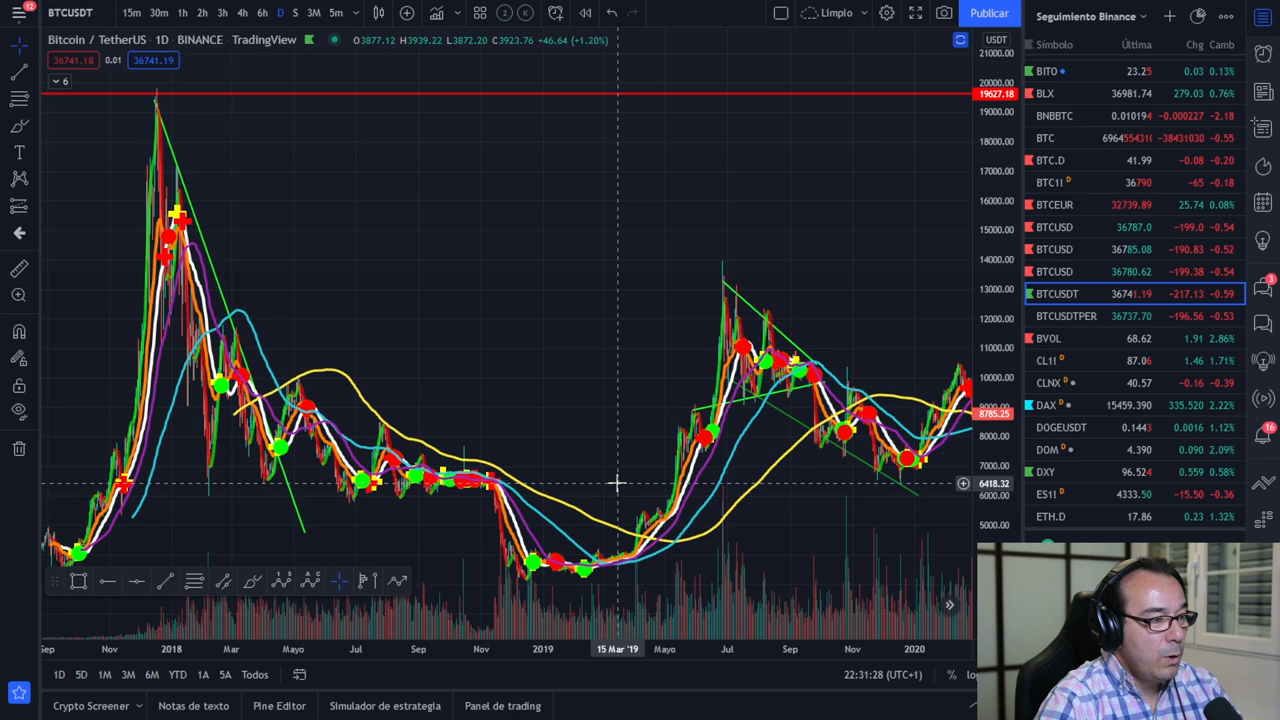 12
15m 30m 1h 2h 3h 4h 6h D S 3M 5m 2 K Limpio Publicar
Bitcoin / TetherUS · 1D · BINANCE · TradingView O3877.12 H3939.22 L3872.20 C3923.76 +46.64 (+1.20%)
36741.18 0.01 36741.19
6
USDT
21000.00
20000.00
19627.18
19000.00
18000.00
17000.00
16000.00
15000.00
14000.00
13000.00
12000.00
11000.00
10000.00
9000.00
8785.25
8000.00
7000.00
6418.32
6000.00
5000.00
Sep Nov 2018 Mar Mayo Jul Sep Nov 2019 15 Mar '19 Mayo Jul Sep Nov 2020
1D 5D 1M 3M 6M YTD 1A 5A Todos 22:31:28 (UTC+1) % log
Crypto Screener Notas de texto Pine Editor Simulador de estrategia Panel de trading
Seguimiento Binance
Símbolo Última Chg Camb
BITO 23.25 0.03 0.13%
BLX 36981.74 279.03 0.76%
BNBBTC 0.010194 -0.000227 -2.18
BTC 6964554310 -38431030 -0.55
BTC.D 41.99 -0.08 -0.20
BTC1! D 36790 -65 -0.18
BTCEUR 32739.89 25.74 0.08%
BTCUSD 36787.0 -199.0 -0.54
BTCUSD 36785.08 -190.83 -0.52
BTCUSD 36780.62 -199.38 -0.54
BTCUSDT 36741.19 -217.13 -0.59
BTCUSDTPER 36737.70 -196.56 -0.53
BVOL 68.62 1.91 2.86%
CL1! D 87.06 1.46 1.71%
CLNX 40.57 -0.16 -0.39
DAX 15459.390 335.520 2.22%
DOGEUSDT 0.1443 0.0016 1.12%
DOM D 4.390 0.090 2.09%
DXY 96.524 0.559 0.58%
ES1! D 4333.50 -15.50 -0.36
ETH.D 17.86 0.23 1.32%
3
16